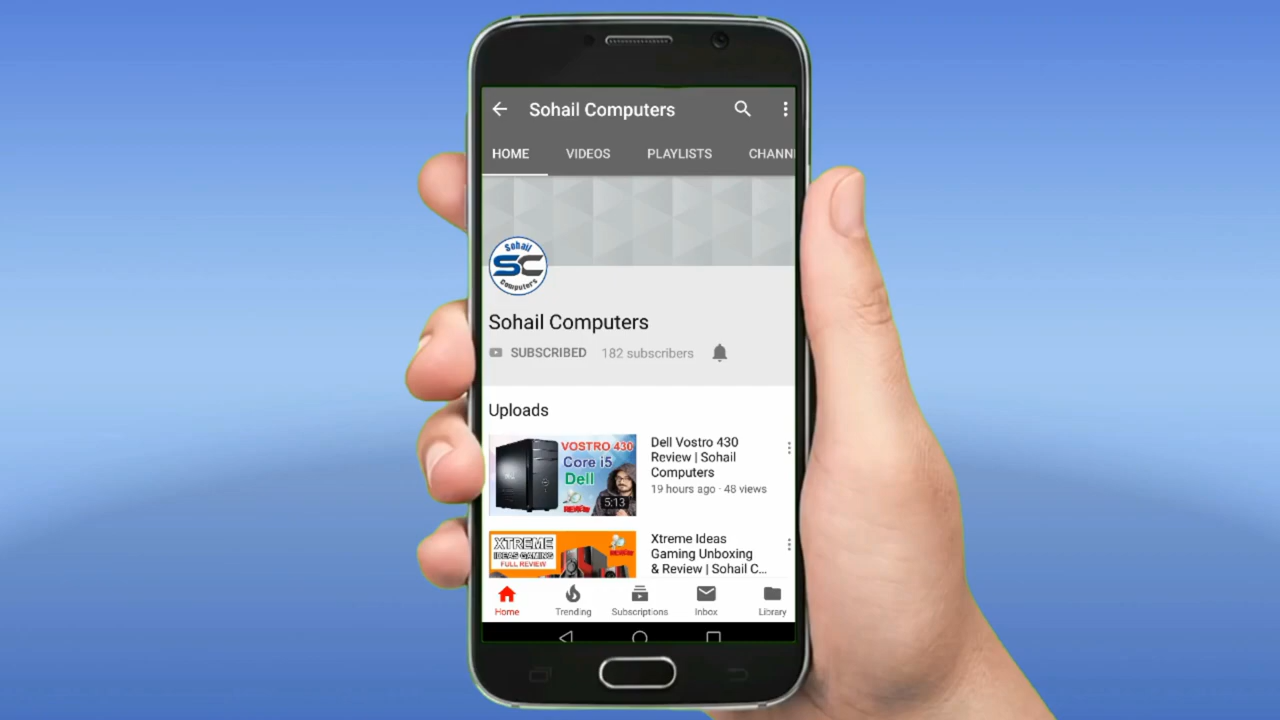 Sohail Computers
HOME VIDEOS PLAYLISTS CHANN
Sohail
SC
Computers
Sohail Computers
SUBSCRIBED 182 subscribers
Uploads
VOSTRO 430
Core i5
Dell
REVIEW
5:13
Dell Vostro 430
Review | Sohail
Computers
19 hours ago · 48 views
XTREME
IDEAS GAMING
FULL REVIEW
REVIEW
Xtreme Ideas
Gaming Unboxing
& Review | Sohail C...
Home Trending Subscriptions Inbox Library